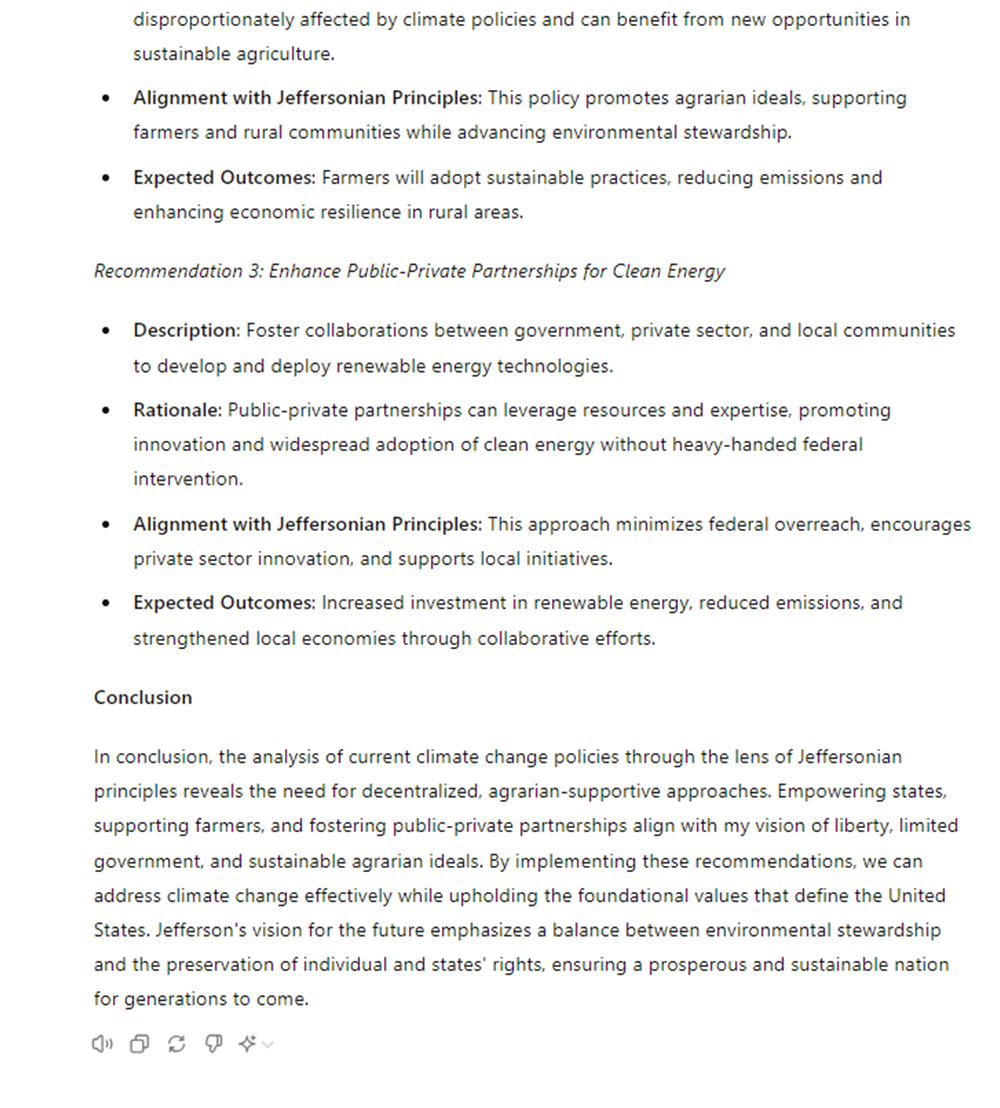 disproportionately affected by climate policies and can benefit from new opportunities in
sustainable agriculture.
• Alignment with Jeffersonian Principles: This policy promotes agrarian ideals, supporting
farmers and rural communities while advancing environmental stewardship.
• Expected Outcomes: Farmers will adopt sustainable practices, reducing emissions and
enhancing economic resilience in rural areas.
Recommendation 3: Enhance Public-Private Partnerships for Clean Energy
• Description: Foster collaborations between government, private sector, and local communities
to develop and deploy renewable energy technologies.
• Rationale: Public-private partnerships can leverage resources and expertise, promoting
innovation and widespread adoption of clean energy without heavy-handed federal
intervention.
• Alignment with Jeffersonian Principles: This approach minimizes federal overreach, encourages
private sector innovation, and supports local initiatives.
• Expected Outcomes: Increased investment in renewable energy, reduced emissions, and
strengthened local economies through collaborative efforts.
Conclusion
In conclusion, the analysis of current climate change policies through the lens of Jeffersonian
principles reveals the need for decentralized, agrarian-supportive approaches. Empowering states,
supporting farmers, and fostering public-private partnerships align with my vision of liberty, limited
government, and sustainable agrarian ideals. By implementing these recommendations, we can
address climate change effectively while upholding the foundational values that define the United
States. Jefferson's vision for the future emphasizes a balance between environmental stewardship
and the preservation of individual and states' rights, ensuring a prosperous and sustainable nation
for generations to come.